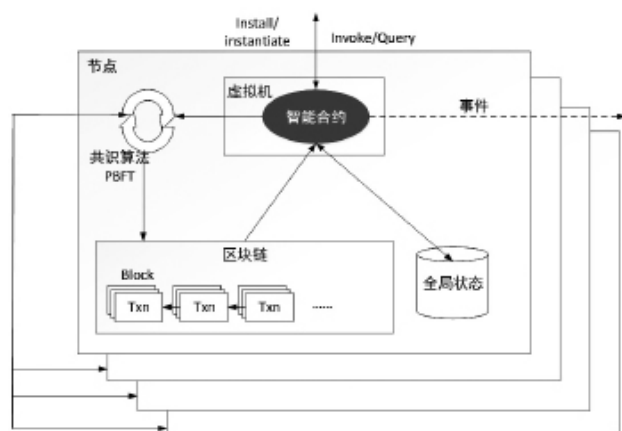 Install/
instantiate
Invoke/Query
节点
虚拟机
智能合约
事件
共识算法
PBFT
区块链
Block
Txn
Txn
Txn
......
全局状态